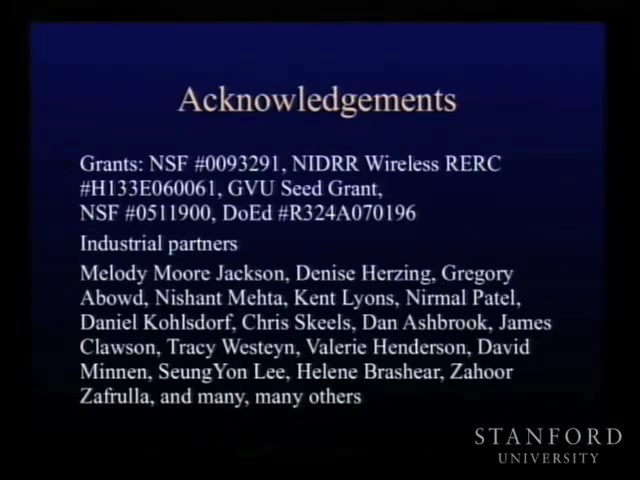 Acknowledgements
Grants: NSF #0093291, NIDRR Wireless RERC
#H133E060061, GVU Seed Grant,
NSF #0511900, DoEd #R324A070196
Industrial partners
Melody Moore Jackson, Denise Herzing, Gregory
Abowd, Nishant Mehta, Kent Lyons, Nirmal Patel,
Daniel Kohlsdorf, Chris Skeels, Dan Ashbrook, James
Clawson, Tracy Westeyn, Valerie Henderson, David
Minnen, SeungYon Lee, Helene Brashear, Zahoor
Zafrulla, and many, many others
STANFORD
UNIVERSITY